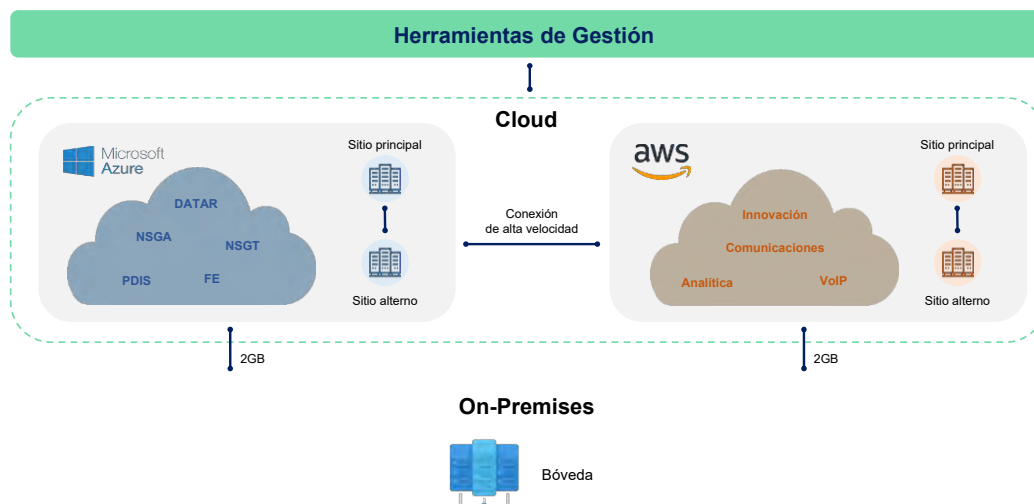 Herramientas de Gestión
Cloud
Microsoft
Azure
Sitio principal
DATAR
NSGA
NSGT
PDIS
FE
Sitio alterno
Conexión
de alta velocidad
aws
Sitio principal
Innovación
Comunicaciones
Analítica
VoIP
Sitio alterno
2GB
2GB
On-Premises
Bóveda